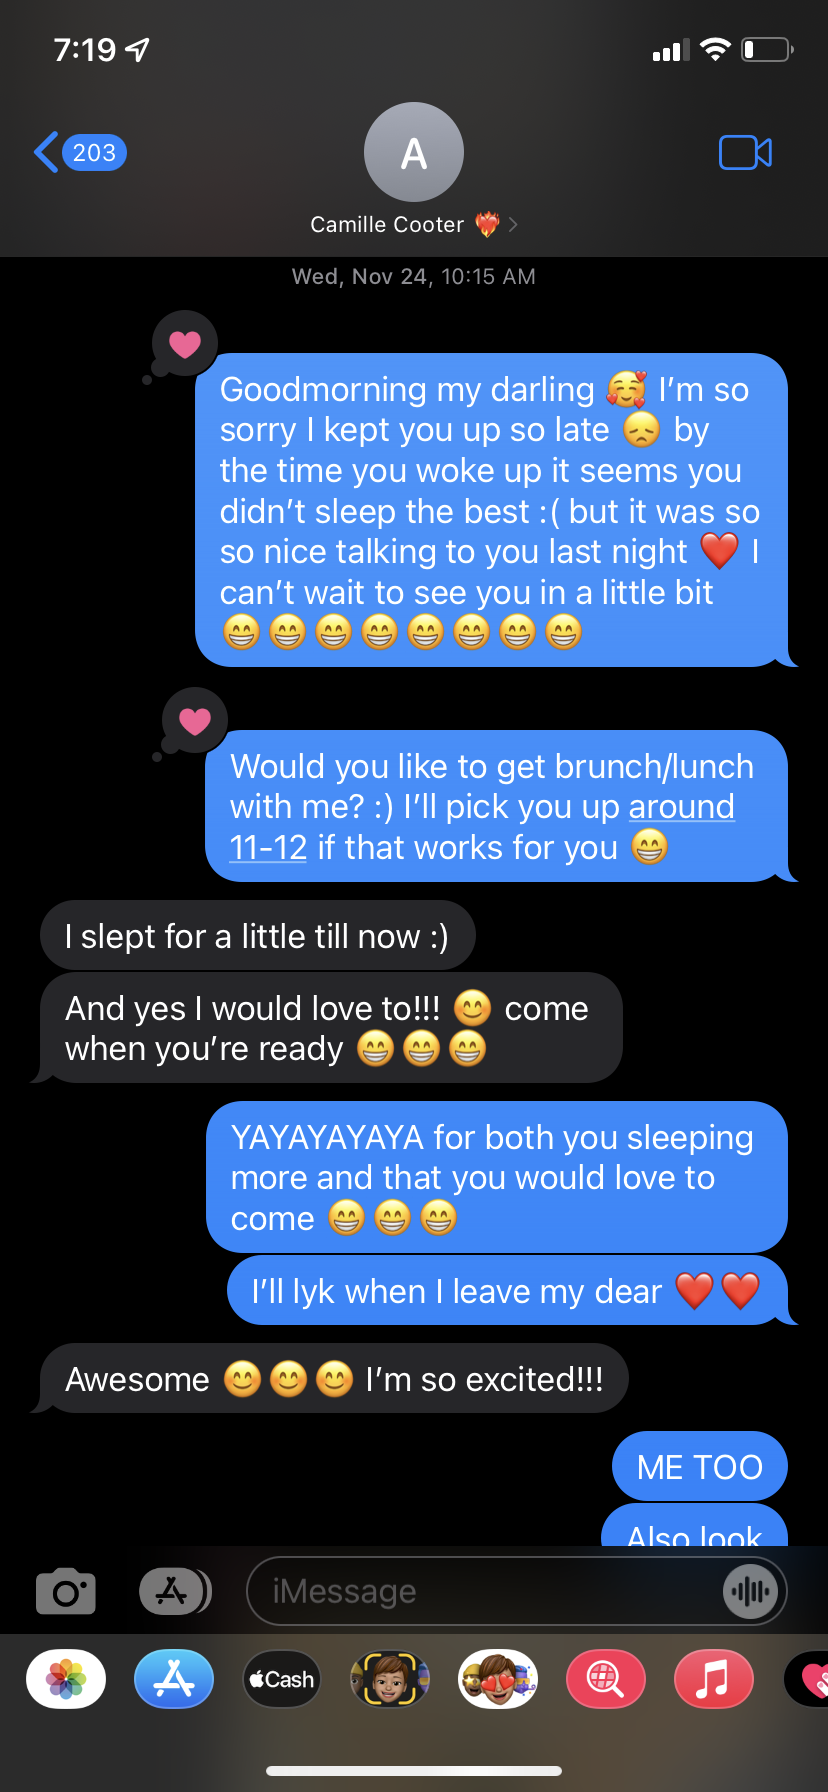 7:19
203
A
Camille Cooter ❤️‍🔥
Wed, Nov 24, 10:15 AM
Goodmorning my darling 🥰 I’m so
sorry I kept you up so late 😞 by
the time you woke up it seems you
didn’t sleep the best :( but it was so
so nice talking to you last night ❤️ I
can’t wait to see you in a little bit
😁😁😁😁😁😁😁😁
Would you like to get brunch/lunch
with me? :) I’ll pick you up around
11-12 if that works for you 😁
I slept for a little till now :)
And yes I would love to!!! 😊 come
when you’re ready 😁😁😁
YAYAYAYAYA for both you sleeping
more and that you would love to
come 😁😁😁
I’ll lyk when I leave my dear ❤️❤️
Awesome 😊😊😊 I’m so excited!!!
ME TOO
Also look
iMessage
Cash